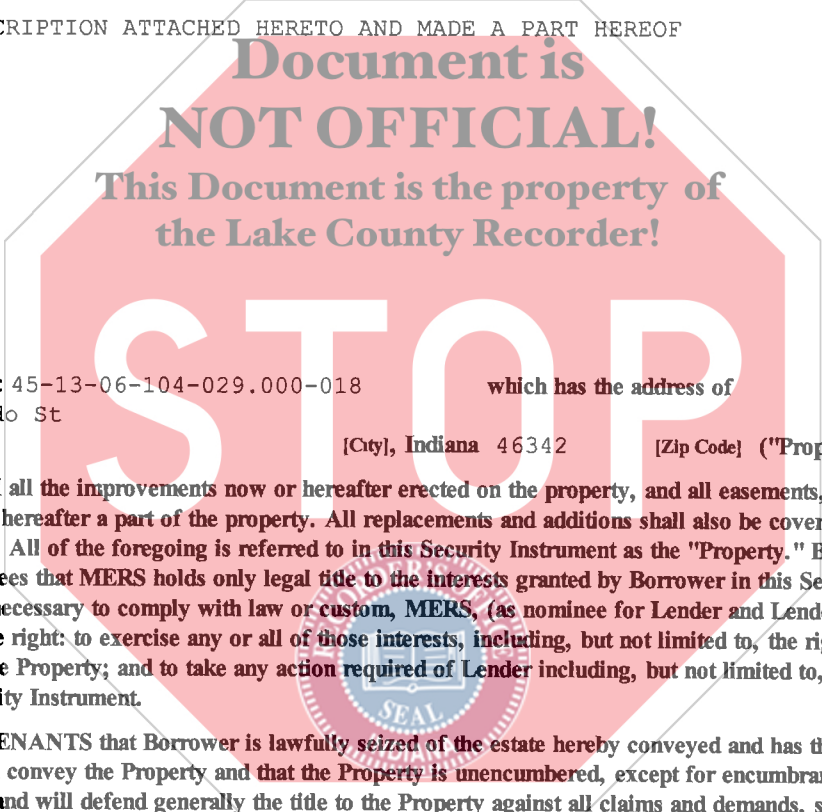 CRIPTION ATTACHED HERETO AND MADE A PART HEREOF
Document is
NOT OFFICIAL!
This Document is the property of
the Lake County Recorder!
STOP
: 45-13-06-104-029.000-018 which has the address of
o St
[City], Indiana 46342 [Zip Code] ("Prop
all the improvements now or hereafter erected on the property, and all easements,
hereafter a part of the property. All replacements and additions shall also be cover
All of the foregoing is referred to in this Security Instrument as the "Property." B
ees that MERS holds only legal title to the interests granted by Borrower in this Se
ecessary to comply with law or custom, MERS, (as nominee for Lender and Lend
e right: to exercise any or all of those interests, including, but not limited to, the ri
e Property; and to take any action required of Lender including, but not limited to,
ity Instrument.
SEAL
INDIANA
ENANTS that Borrower is lawfully seized of the estate hereby conveyed and has th
convey the Property and that the Property is unencumbered, except for encumbra
and will defend generally the title to the Property against all claims and demands, s